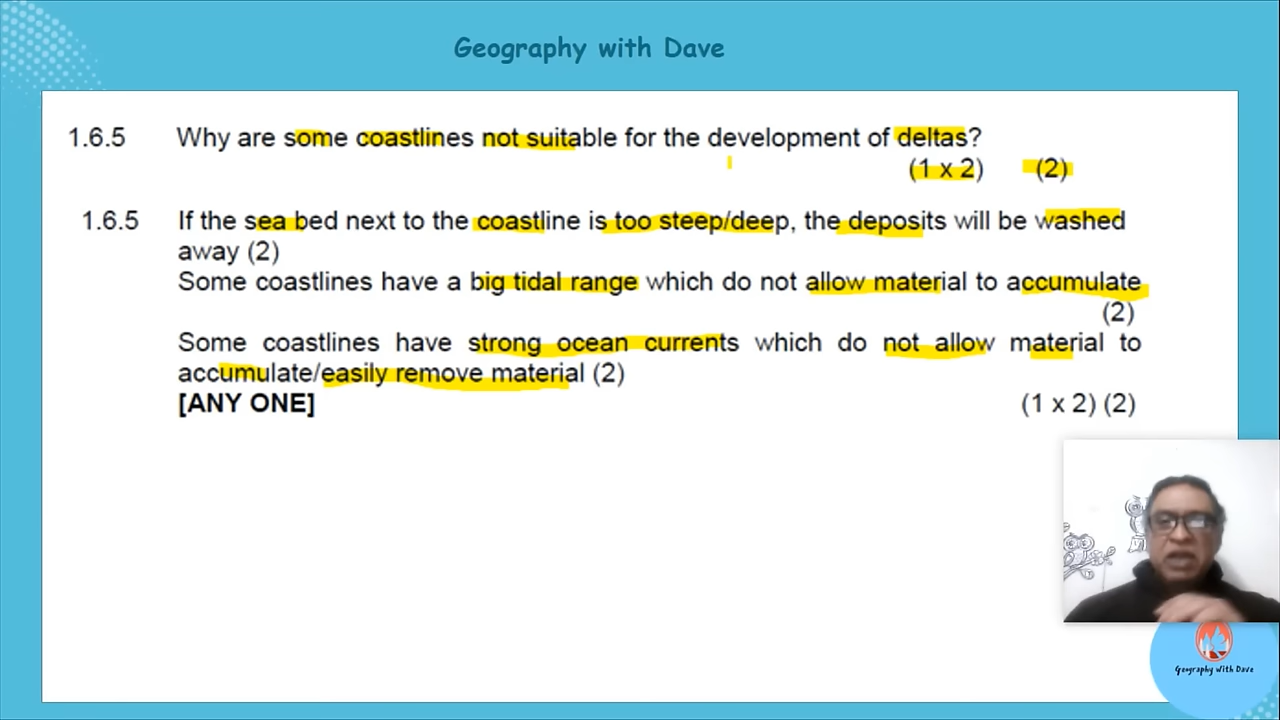 Geography with Dave
1.6.5 Why are some coastlines not suitable for the development of deltas?
(1 x 2) (2)
1.6.5 If the sea bed next to the coastline is too steep/deep, the deposits will be washed
away (2)
Some coastlines have a big tidal range which do not allow material to accumulate
(2)
Some coastlines have strong ocean currents which do not allow material to
accumulate/easily remove material (2)
[ANY ONE] (1 x 2) (2)
Geography with Dave